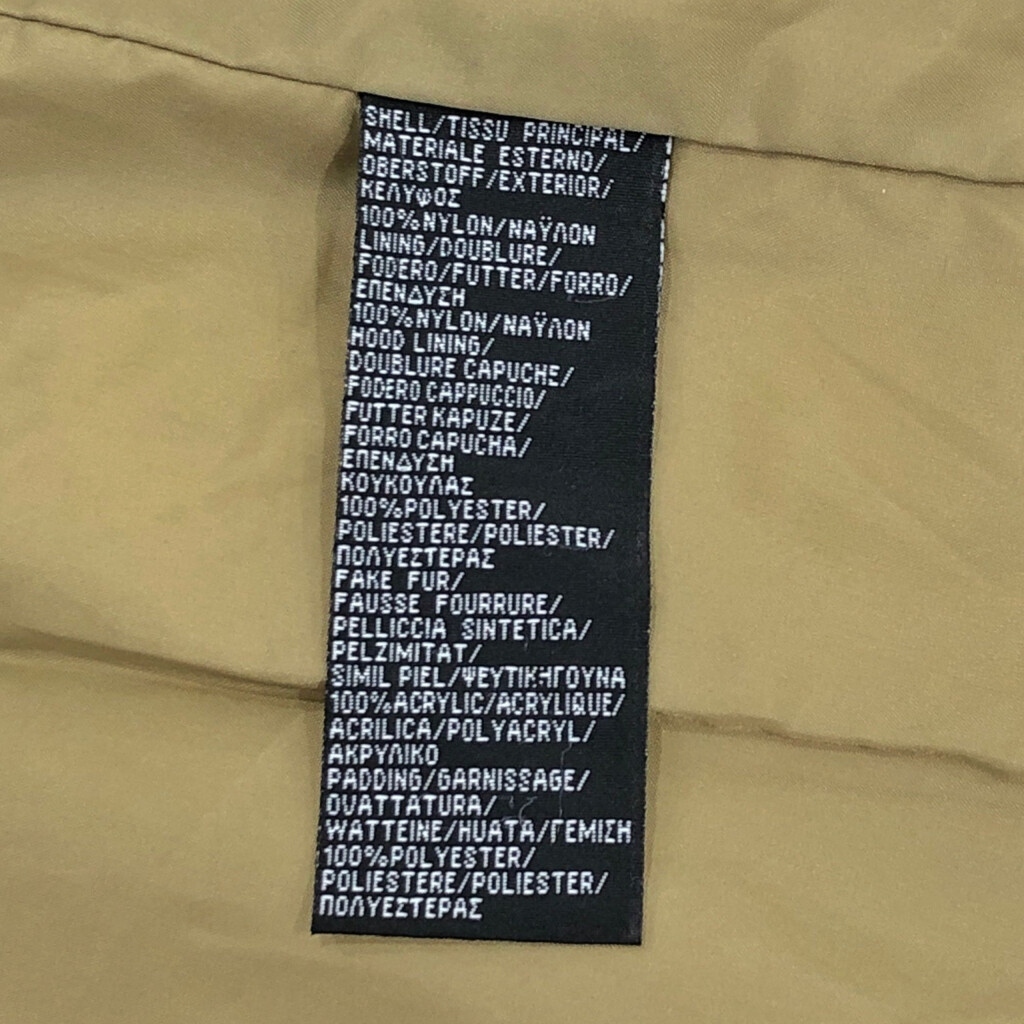 SHELL/TISSU PRINCIPAL/
MATERIALE ESTERNO/
OBERSTOFF/EXTERIOR/
ΚΕΛΥφΟΣ
100%NYLON/ΝΑΫΛΟΝ
LINING/DOUBLURE/
FODERO/FUTTER/FORRO/
ΕΠΕΝΔΥΣΗ
100%NYLON/ΝΑΫΛΟΝ
HOOD LINING/
DOUBLURE CAPUCHE/
FODERO CAPPUCCIO/
FUTTER KAPUZE/
FORRO CAPUCHA/
ΕΠΕΝΔΥΣΗ
ΚΟΥΚΟΥΛΑΣ
100%POLYESTER/
POLIESTERE/POLIESTER/
ΠΟΛΥΕΣΤΕΡΑΣ
FAKE FUR/
FAUSSE FOURRURE/
PELLICCIA SINTETICA/
PELZIMITAT/
SIMIL PIEL/ΨΕΥΤΙΚΗΓΟΥΝΑ
100%ACRYLIC/ACRYLIQUE/
ACRILICA/POLYACRYL/
ΑΚΡΥΛΙΚΟ
PADDING/GARNISSAGE/
OVATTATURA/
WATTEINE/HUATA/ΓΕΜΙΣΗ
100%POLYESTER/
POLIESTERE/POLIESTER/
ΠΟΛΥΕΣΤΕΡΑΣ